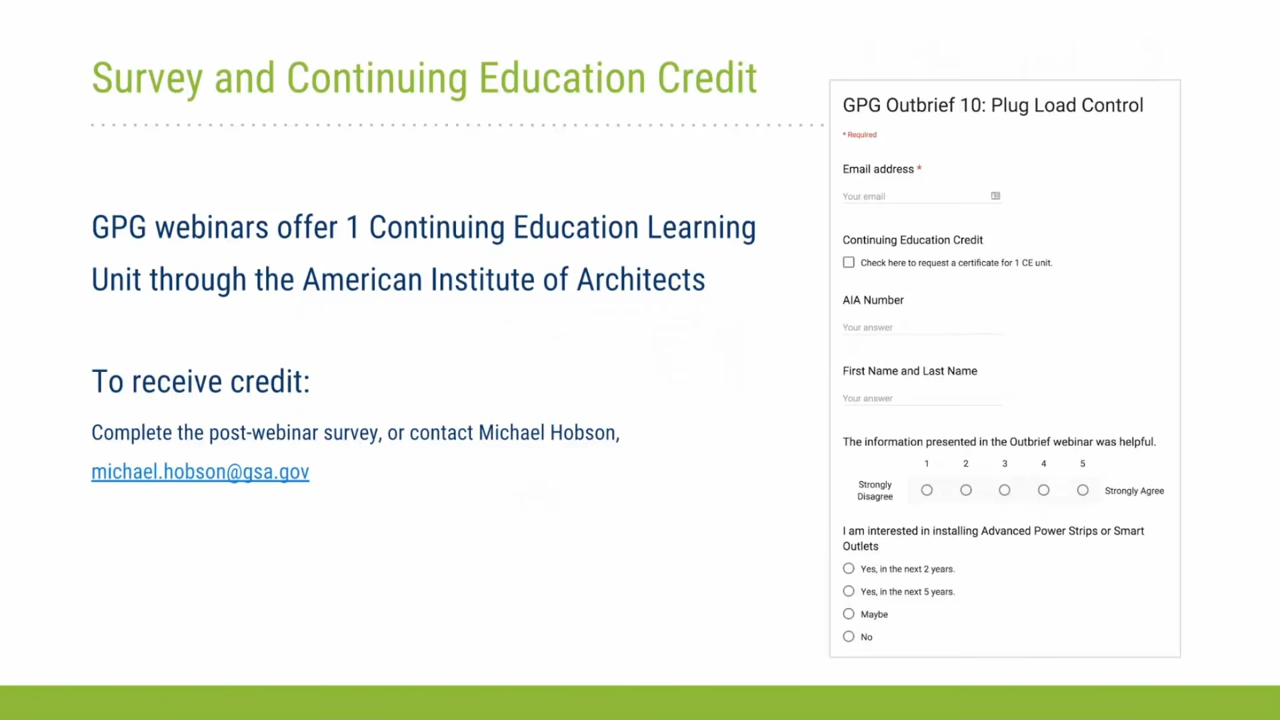 Survey and Continuing Education Credit
GPG webinars offer 1 Continuing Education Learning
Unit through the American Institute of Architects
To receive credit:
Complete the post-webinar survey, or contact Michael Hobson,
michael.hobson@gsa.gov
GPG Outbrief 10: Plug Load Control
* Required
Email address *
Your email
Continuing Education Credit
Check here to request a certificate for 1 CE unit.
AIA Number
Your answer
First Name and Last Name
Your answer
The information presented in the Outbrief webinar was helpful.
1 2 3 4 5
Strongly
Disagree
Strongly Agree
I am interested in installing Advanced Power Strips or Smart
Outlets
Yes, in the next 2 years.
Yes, in the next 5 years.
Maybe
No